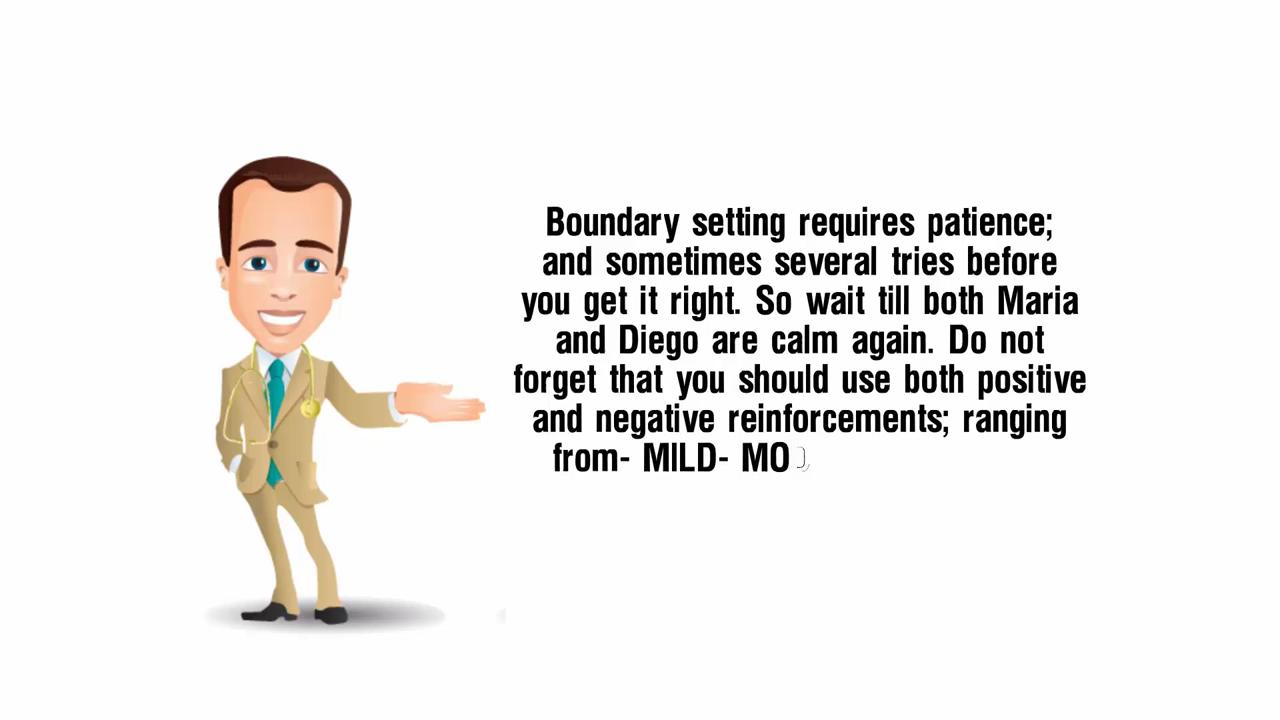 Boundary setting requires patience;
and sometimes several tries before
you get it right. So wait till both Maria
and Diego are calm again. Do not
forget that you should use both positive
and negative reinforcements; ranging
from- MILD- MO